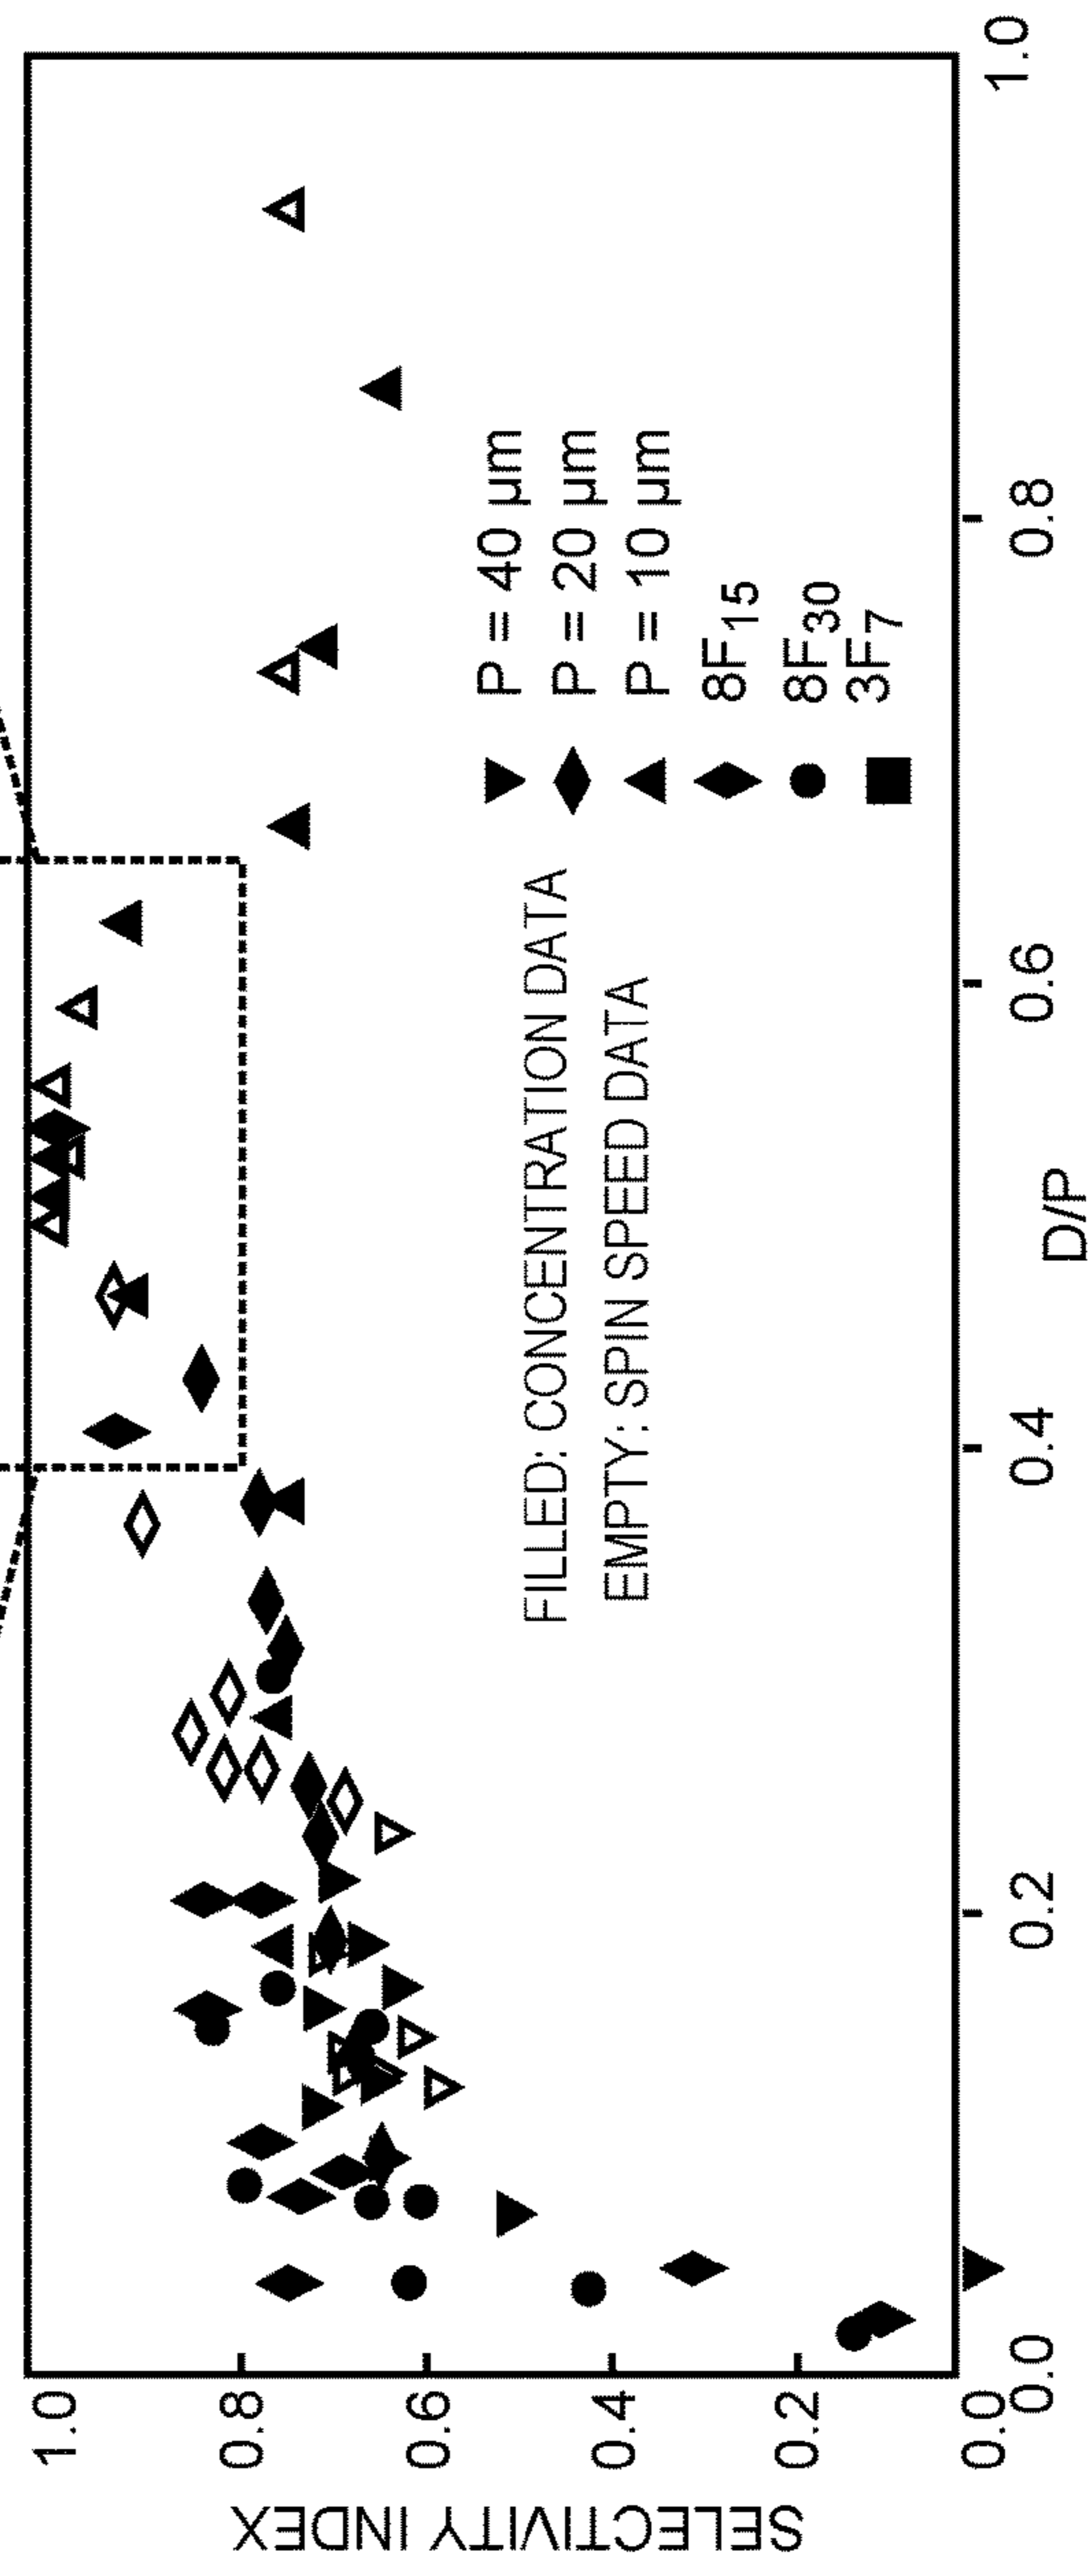 SELECTIVITY INDEX
1.0
0.8
0.6
0.4
0.2
0.0
FILLED: CONCENTRATION DATA
EMPTY: SPIN SPEED DATA
P = 40 µm
P = 20 µm
P = 10 µm
8F15
8F30
3F7
0.0
0.2
0.4
0.6
0.8
1.0
D/P